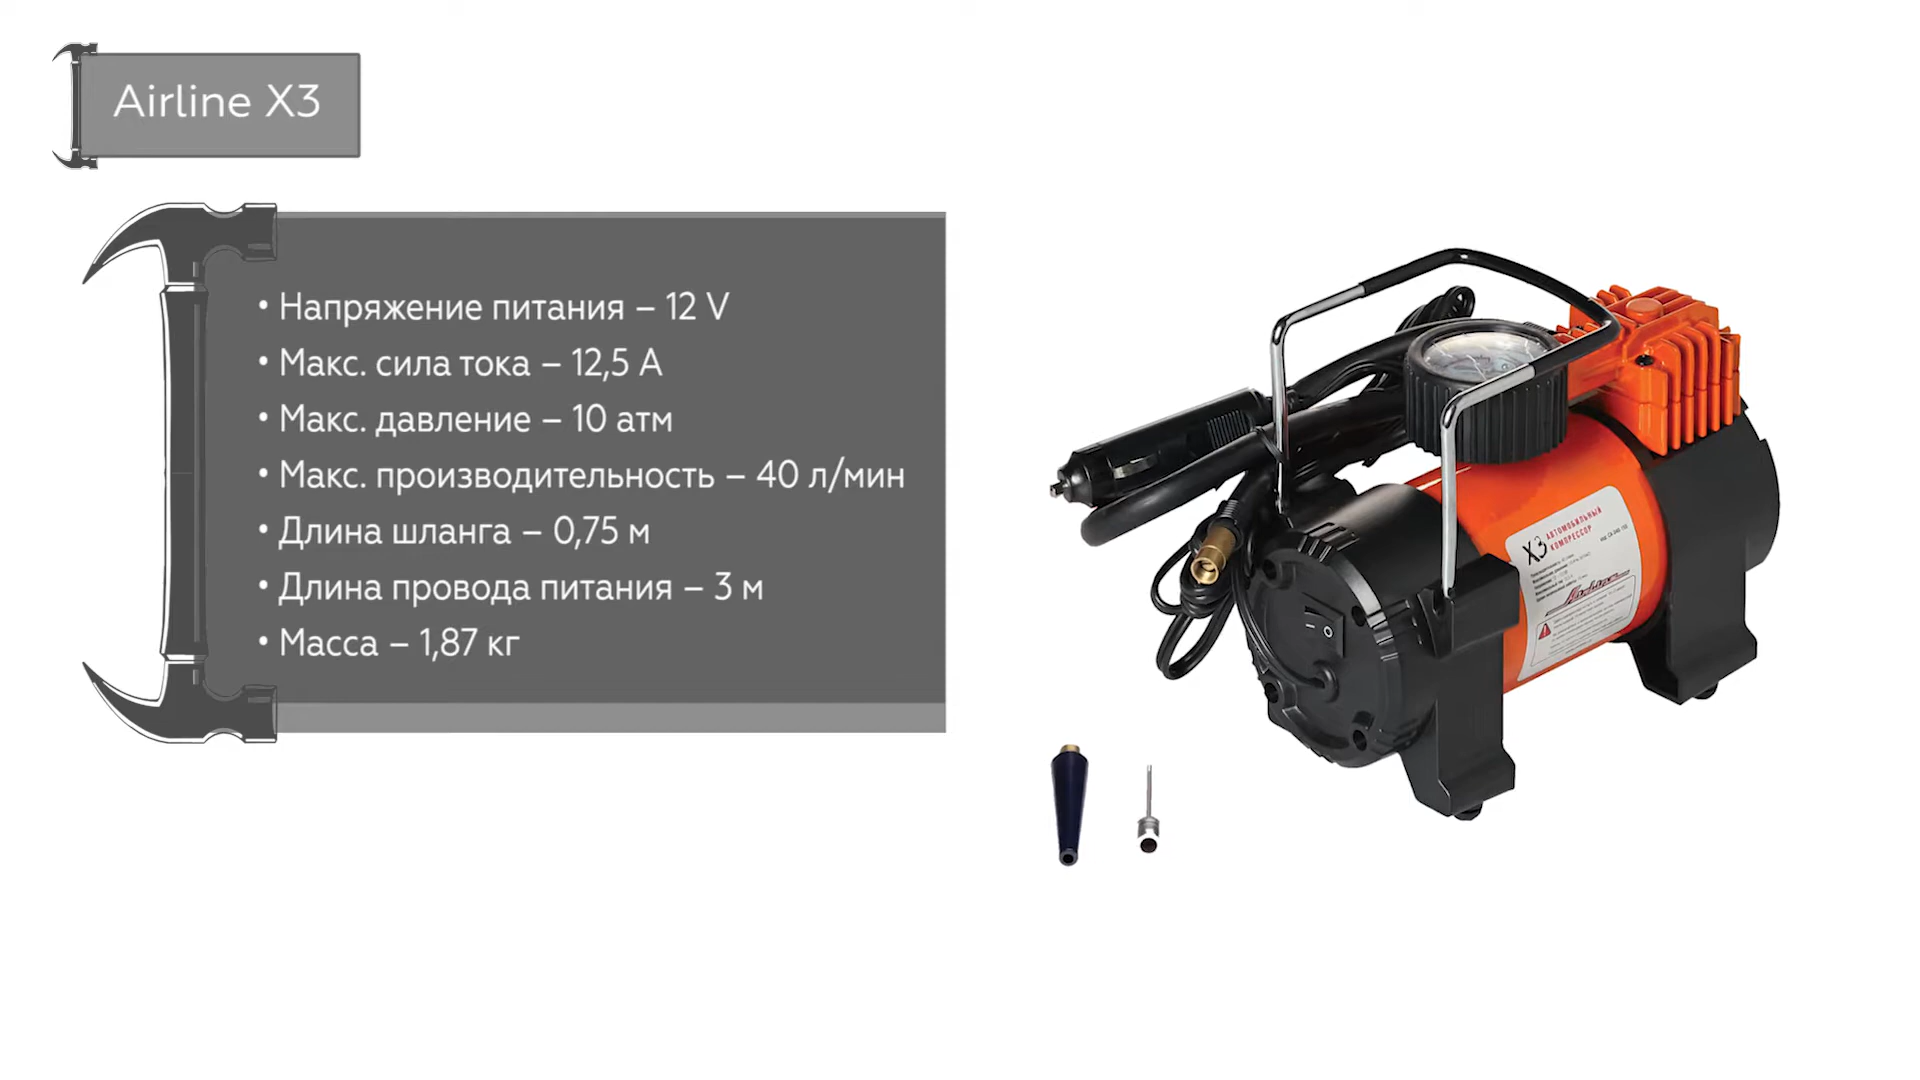 Airline X3
• Напряжение питания – 12 V
• Макс. сила тока – 12,5 А
• Макс. давление – 10 атм
• Макс. производительность – 40 л/мин
• Длина шланга – 0,75 м
• Длина провода питания – 3 м
• Масса – 1,87 кг
X3 АВТОМОБИЛЬНЫЙ
КОМПРЕССОР
Airline